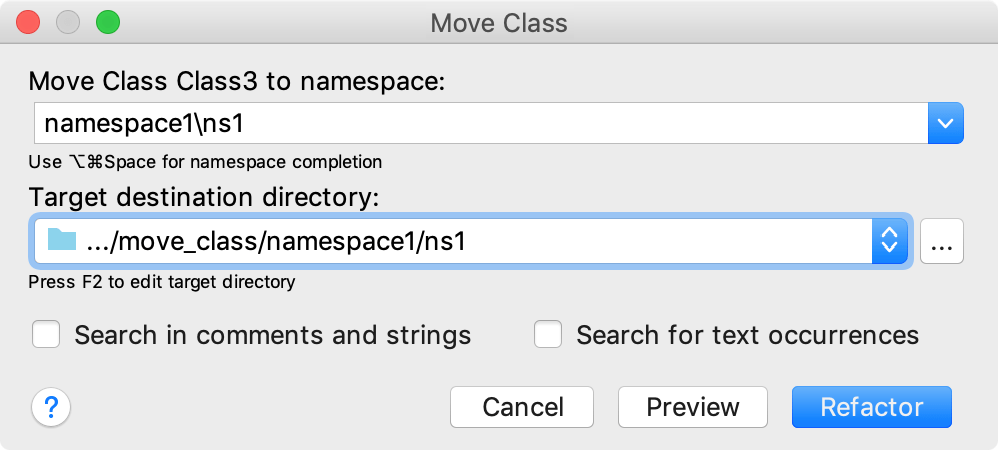 Move Class
Move Class Class3 to namespace:
namespace1\ns1
Use ⌥⌘Space for namespace completion
Target destination directory:
.../move_class/namespace1/ns1
...
Press F2 to edit target directory
Search in comments and strings
Search for text occurrences
?
Cancel
Preview
Refactor